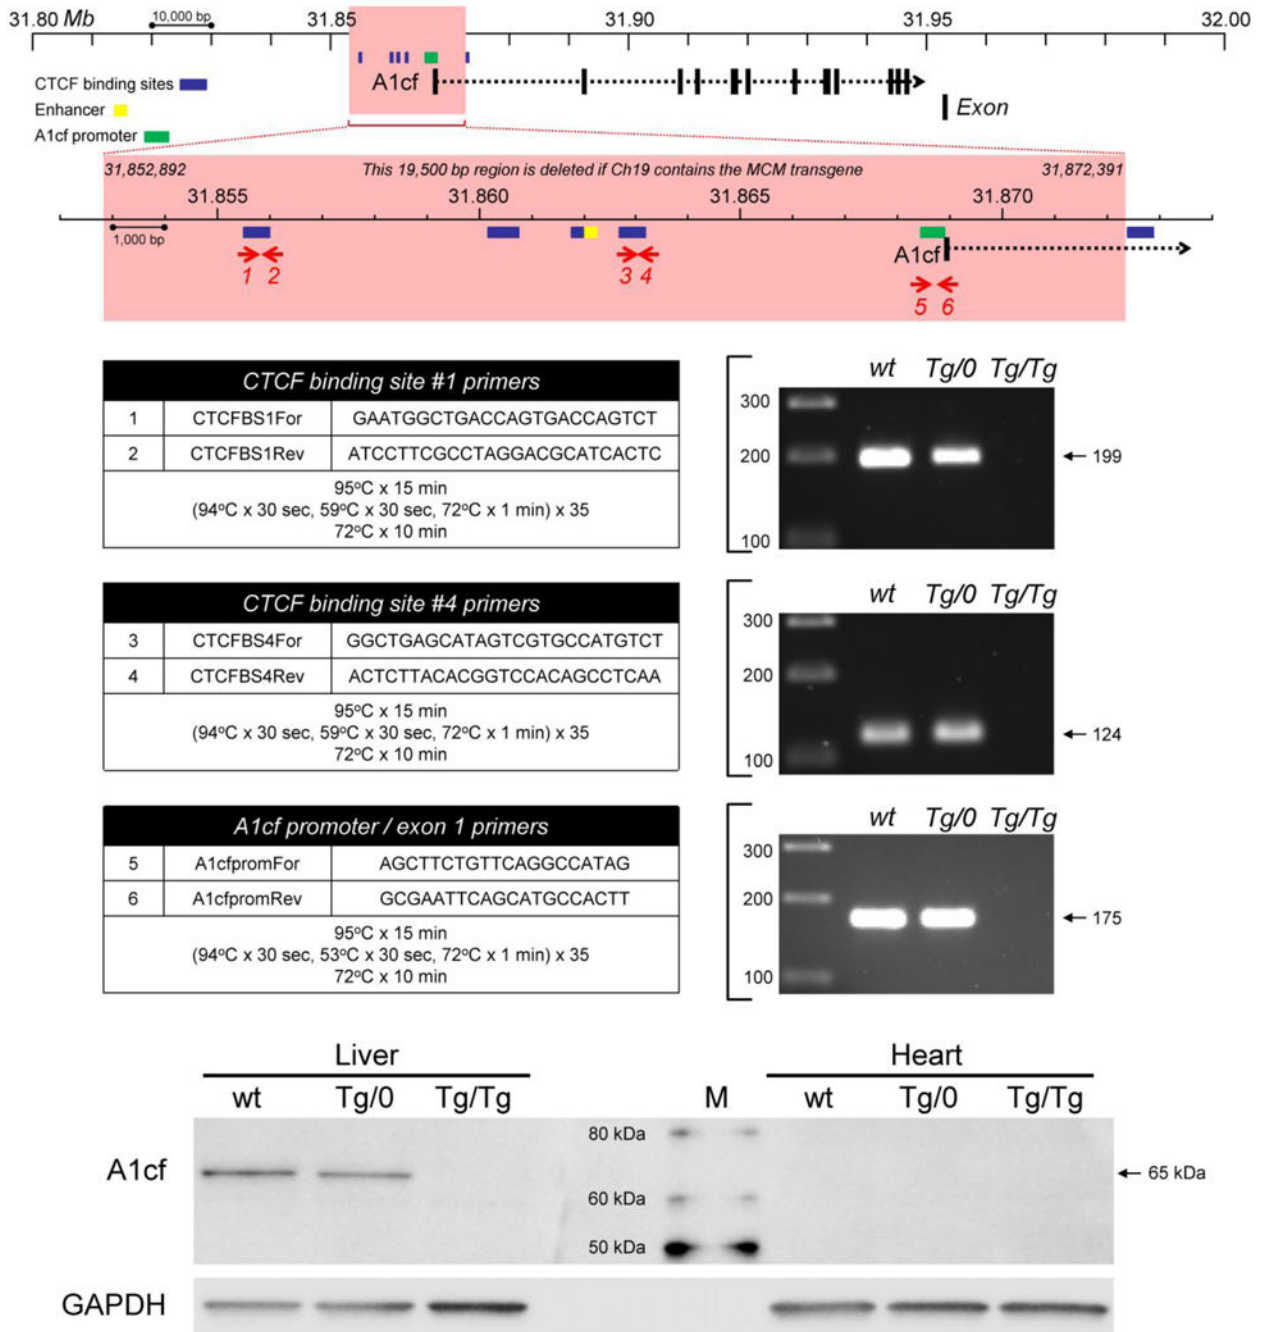 31.80 Mb 31.85 31.90 31.95 32.00
10,000 bp
CTCF binding sites
Enhancer
A1cf promoter
A1cf
Exon
31,852,892 This 19,500 bp region is deleted if Ch19 contains the MCM transgene 31,872,391
31.855 31.860 31.865 31.870
1,000 bp
A1cf
1 2 3 4 5 6
CTCF binding site #1 primers
1 CTCFBS1For GAATGGCTGACCAGTGACCAGTCT
2 CTCFBS1Rev ATCCTTCGCCTAGGACGCATCACTC
95°C x 15 min
(94°C x 30 sec, 59°C x 30 sec, 72°C x 1 min) x 35
72°C x 10 min
wt Tg/0 Tg/Tg
300
200
100
199
CTCF binding site #4 primers
3 CTCFBS4For GGCTGAGCATAGTCGTGCCATGTCT
4 CTCFBS4Rev ACTCTTACACGGTCCACAGCCTCAA
95°C x 15 min
(94°C x 30 sec, 59°C x 30 sec, 72°C x 1 min) x 35
72°C x 10 min
wt Tg/0 Tg/Tg
300
200
100
124
A1cf promoter / exon 1 primers
5 A1cfpromFor AGCTTCTGTTCAGGCCATAG
6 A1cfpromRev GCGAATTCAGCATGCCACTT
95°C x 15 min
(94°C x 30 sec, 53°C x 30 sec, 72°C x 1 min) x 35
72°C x 10 min
wt Tg/0 Tg/Tg
300
200
100
175
Liver Heart
wt Tg/0 Tg/Tg M wt Tg/0 Tg/Tg
80 kDa
A1cf 65 kDa
60 kDa
50 kDa
GAPDH